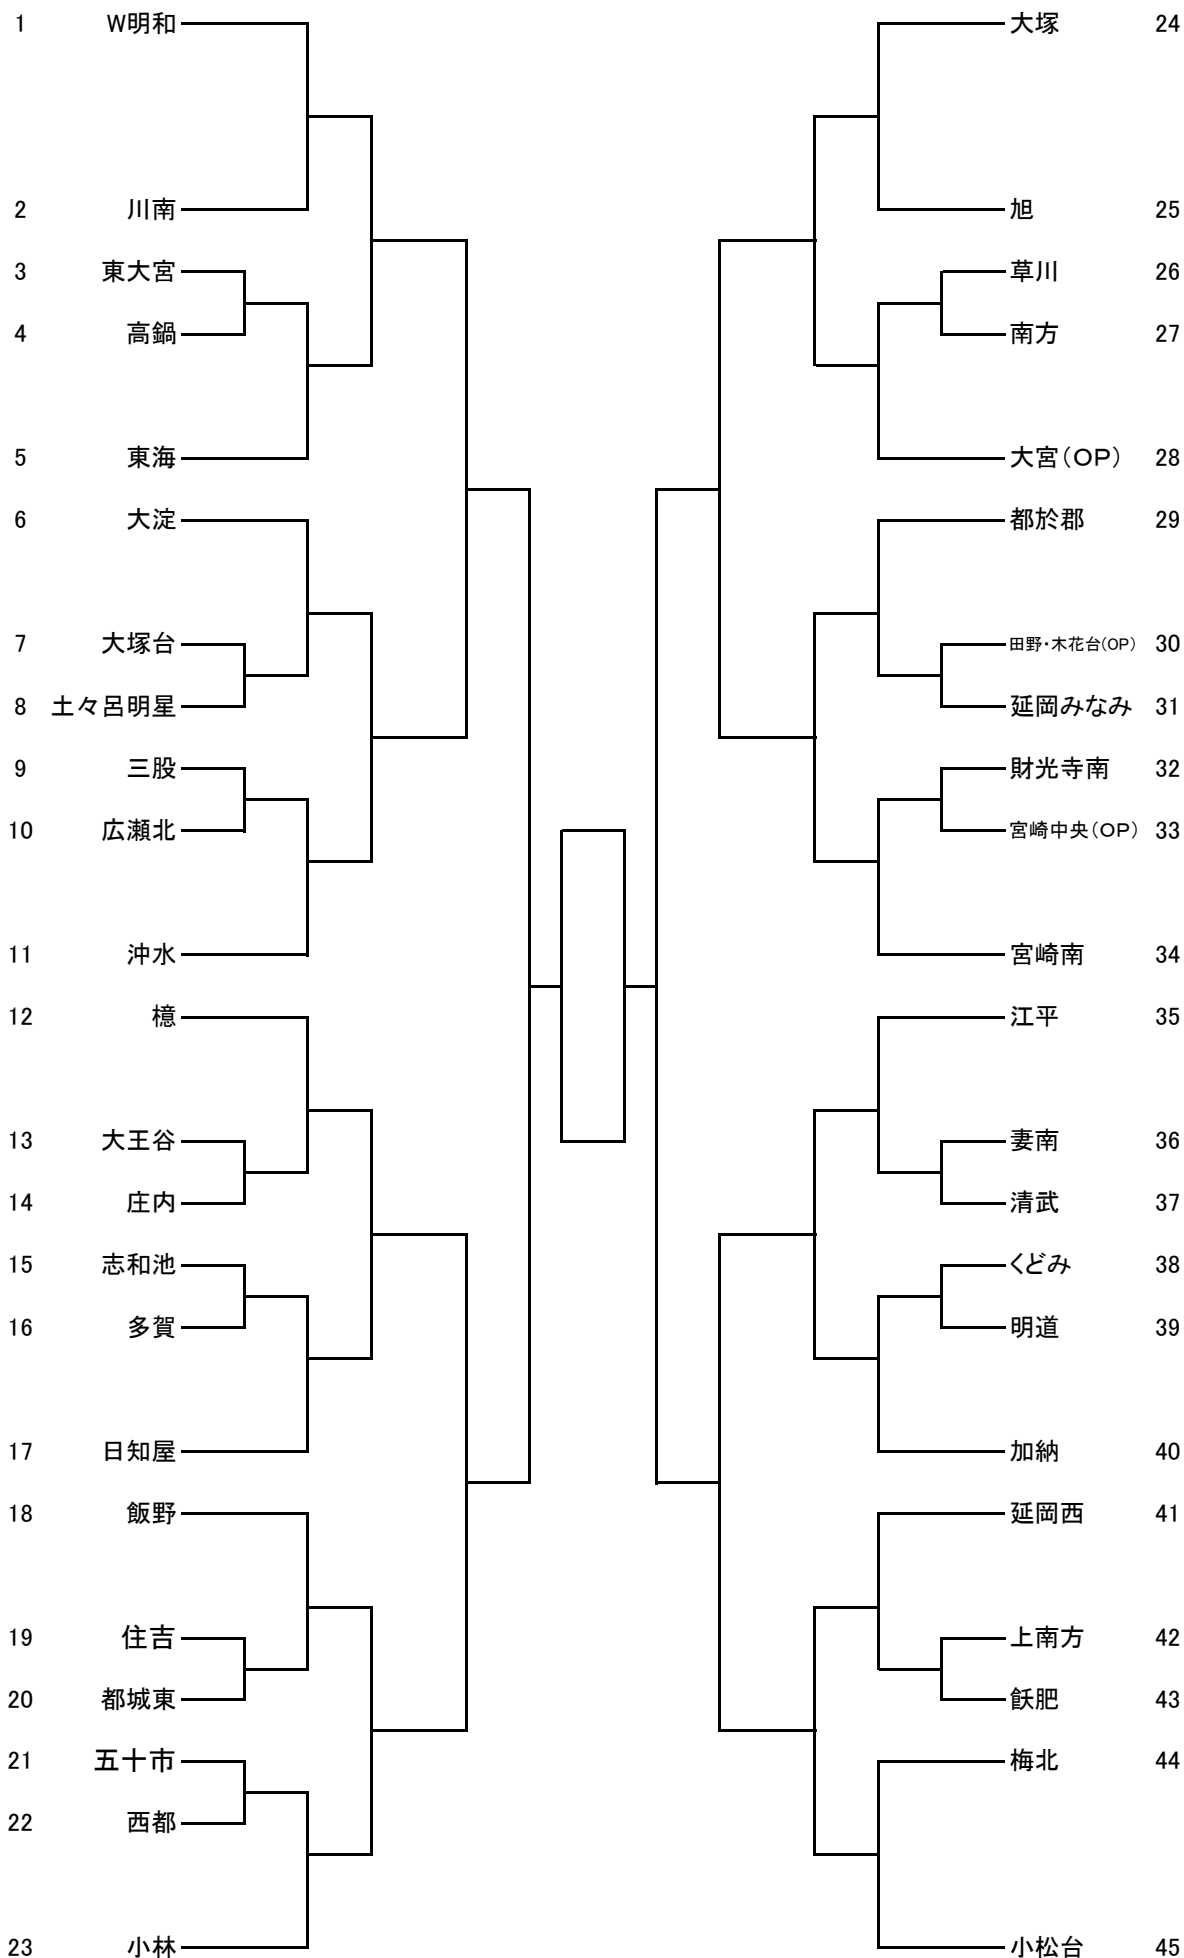 1 W明和
2 川南
3 東大宮
4 高鍋
5 東海
6 大淀
7 大塚台
8 土々呂明星
9 三股
10 広瀬北
11 沖水
12 檍
13 大王谷
14 庄内
15 志和池
16 多賀
17 日知屋
18 飯野
19 住吉
20 都城東
21 五十市
22 西都
23 小林
大塚 24
旭 25
草川 26
南方 27
大宮(OP) 28
都於郡 29
田野・木花台(OP) 30
延岡みなみ 31
財光寺南 32
宮崎中央(OP) 33
宮崎南 34
江平 35
妻南 36
清武 37
くどみ 38
明道 39
加納 40
延岡西 41
上南方 42
飫肥 43
梅北 44
小松台 45